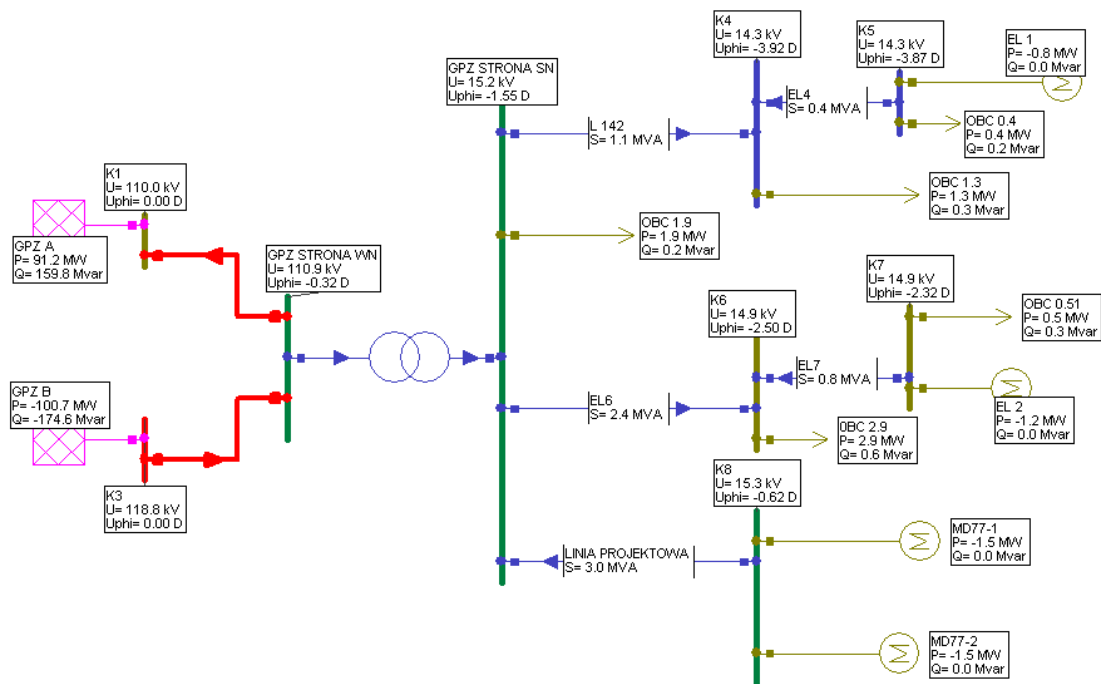 K4
U= 14.3 kV
Uphi= -3.92 D
K5
U= 14.3 kV
Uphi= -3.87 D
EL 1
P= -0.8 MW
Q= 0.0 Mvar
M
GPZ STRONA SN
U= 15.2 kV
Uphi= -1.55 D
EL4
S= 0.4 MVA
L 142
S= 1.1 MVA
OBC 0.4
P= 0.4 MW
Q= 0.2 Mvar
K1
U= 110.0 kV
Uphi= 0.00 D
OBC 1.3
P= 1.3 MW
Q= 0.3 Mvar
OBC 1.9
P= 1.9 MW
Q= 0.2 Mvar
GPZ A
P= 91.2 MW
Q= 159.8 Mvar
GPZ STRONA WN
U= 110.9 kV
Uphi= -0.32 D
K7
U= 14.9 kV
Uphi= -2.32 D
K6
U= 14.9 kV
Uphi= -2.50 D
OBC 0.51
P= 0.5 MW
Q= 0.3 Mvar
EL7
S= 0.8 MVA
M
GPZ B
P= -100.7 MW
Q= -174.6 Mvar
EL6
S= 2.4 MVA
EL 2
P= -1.2 MW
Q= 0.0 Mvar
OBC 2.9
P= 2.9 MW
Q= 0.6 Mvar
K3
U= 118.8 kV
Uphi= 0.00 D
K8
U= 15.3 kV
Uphi= -0.62 D
MD77-1
P= -1.5 MW
Q= 0.0 Mvar
M
LINIA PROJEKTOWA
S= 3.0 MVA
MD77-2
P= -1.5 MW
Q= 0.0 Mvar
M